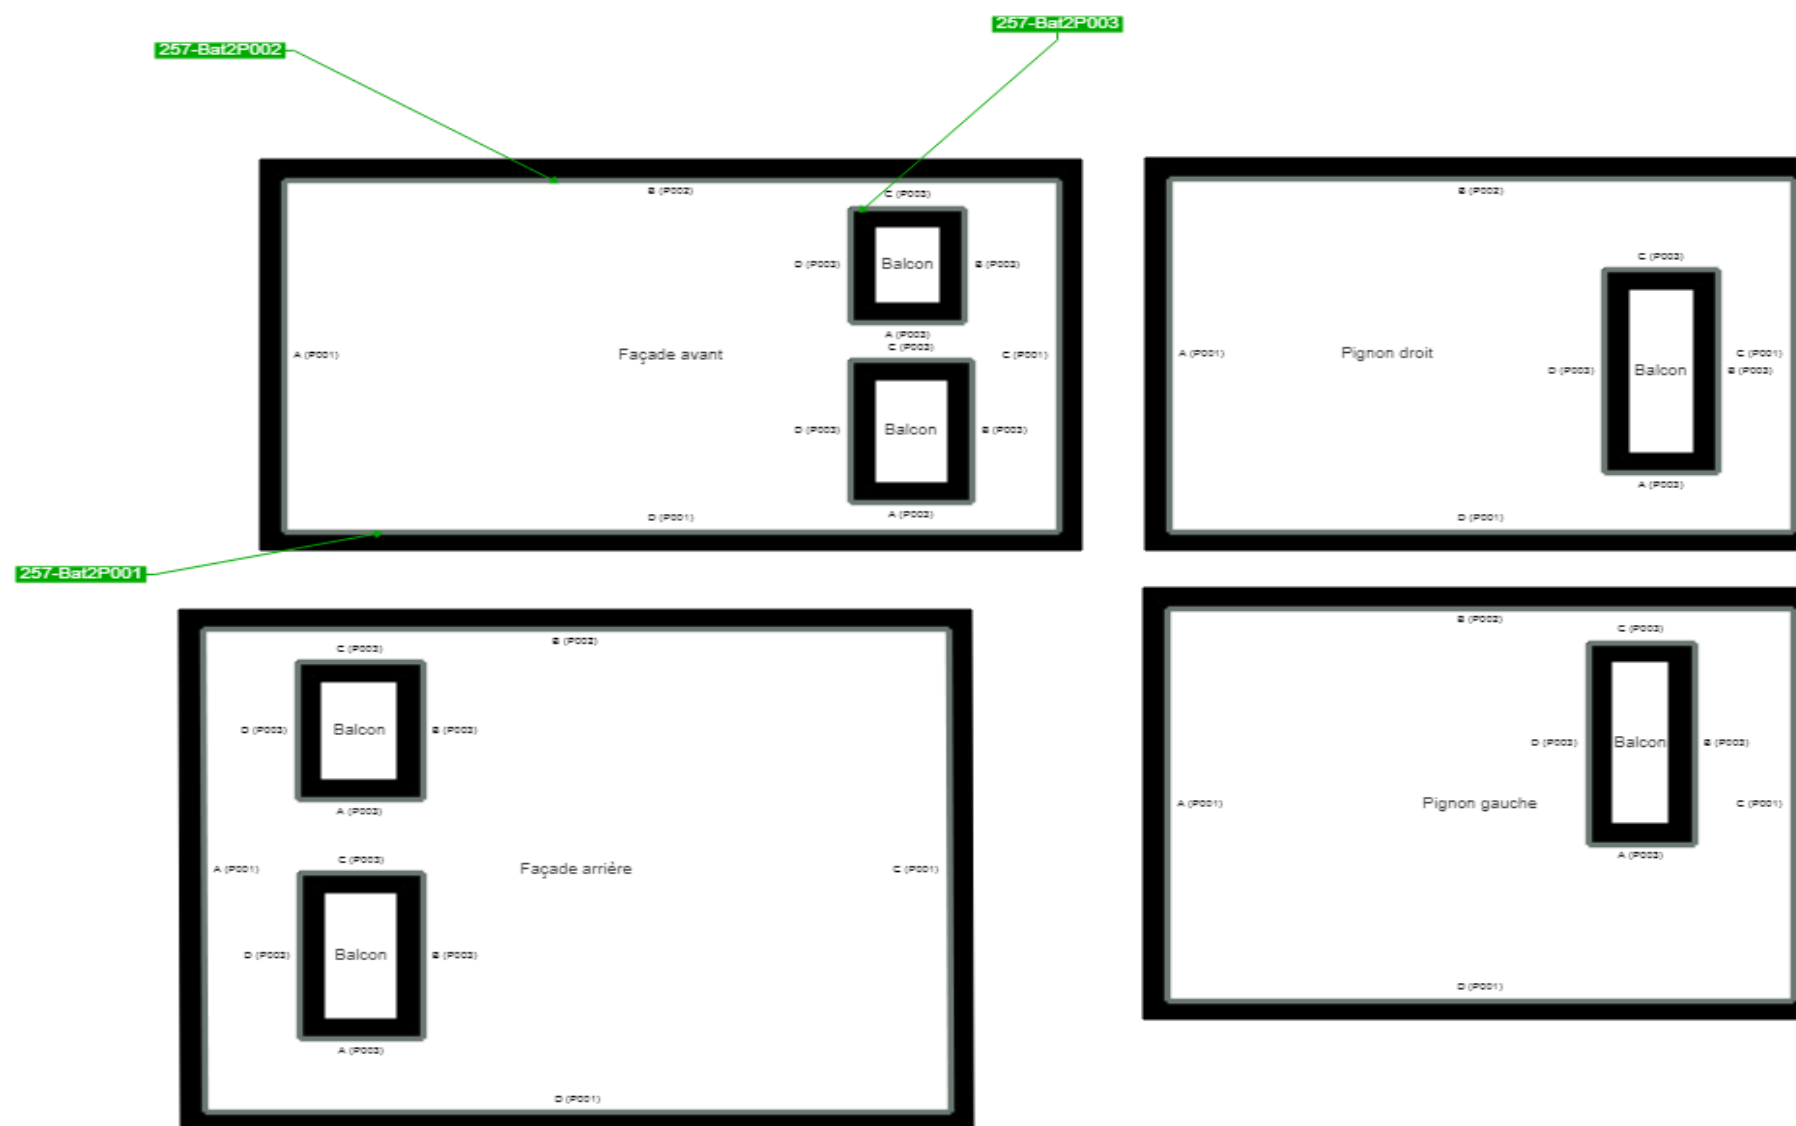 257-Bat2P003
257-Bat2P002
B (P002)
C (P003)
D (P003)
Balcon
B (P003)
A (P003)
C (P003)
A (P001)
Façade avant
C (P001)
D (P003)
Balcon
B (P003)
A (P003)
D (P001)
257-Bat2P001
B (P002)
C (P003)
A (P001)
Pignon droit
C (P001)
D (P003)
Balcon
B (P003)
A (P003)
D (P001)
B (P002)
C (P003)
D (P003)
Balcon
B (P003)
A (P003)
C (P003)
A (P001)
Façade arrière
C (P001)
D (P003)
Balcon
B (P003)
A (P003)
D (P001)
B (P002)
C (P003)
D (P003)
Balcon
B (P003)
A (P001)
Pignon gauche
C (P001)
A (P003)
D (P001)